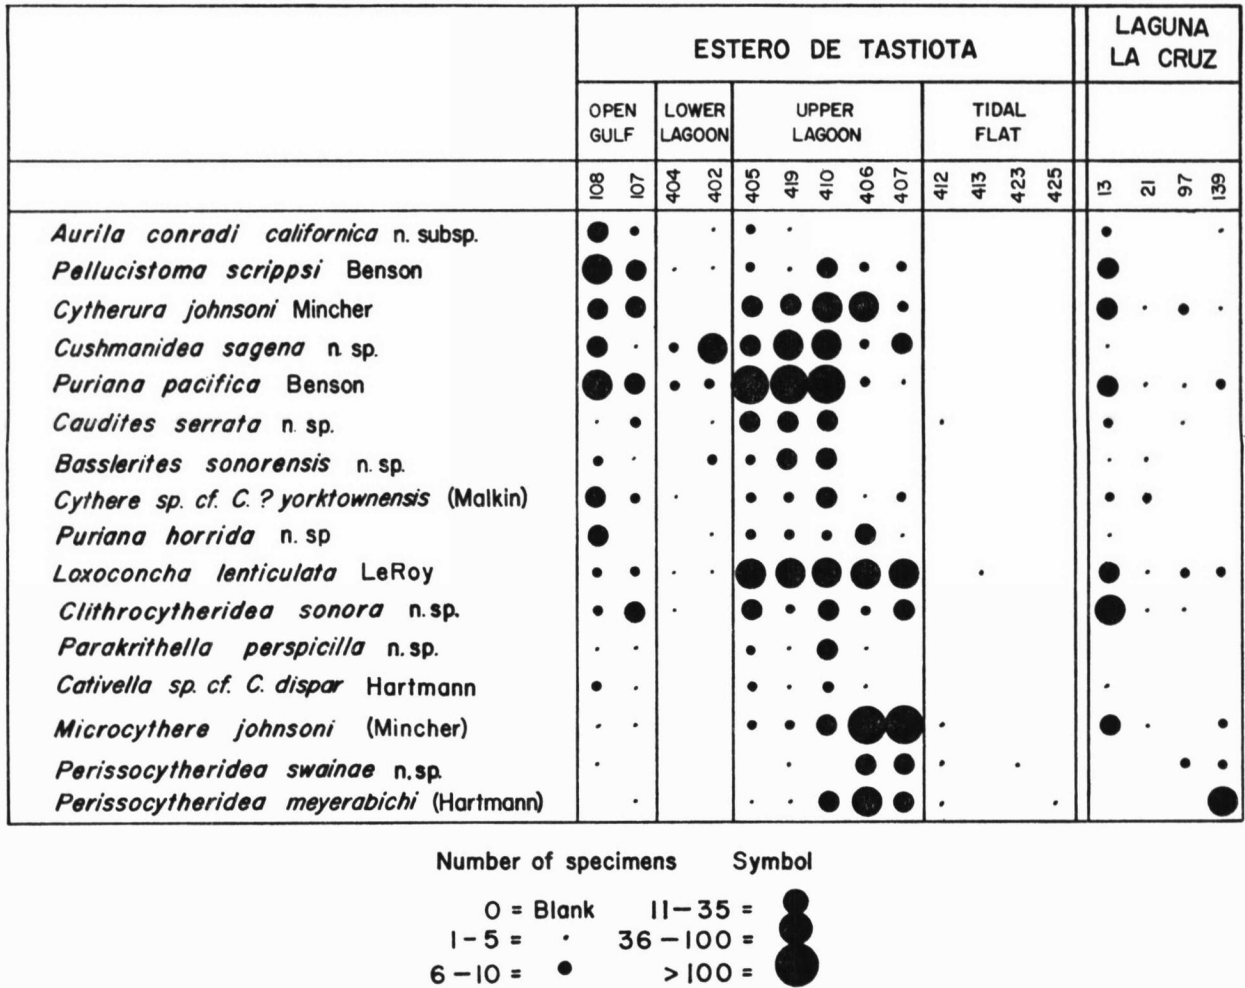 ESTERO DE TASTIOTA
LAGUNA
LA CRUZ
OPEN
GULF
LOWER
LAGOON
UPPER
LAGOON
TIDAL
FLAT
108 107 404 402 405 419 410 406 407 412 413 423 425 13 21 97 139
Aurila conradi californica n. subsp.
Pellucistoma scrippsi Benson
Cytherura johnsoni Mincher
Cushmanidea sagena n. sp.
Puriana pacifica Benson
Caudites serrata n. sp.
Basslerites sonorensis n. sp.
Cythere sp. cf. C. ? yorktownensis (Malkin)
Puriana horrida n. sp
Loxoconcha lenticulata LeRoy
Clithrocytheridea sonora n. sp.
Parakrithella perspicilla n. sp.
Cativella sp. cf. C. dispar Hartmann
Microcythere johnsoni (Mincher)
Perissocytheridea swainae n. sp.
Perissocytheridea meyerabichi (Hartmann)
Number of specimens Symbol
0 = Blank 11-35 =
1-5 = 36-100 =
6-10 = >100 =